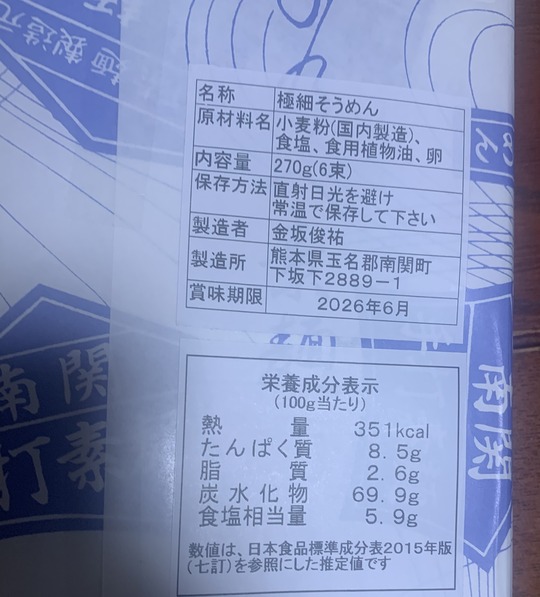 麺製造元
名称 極細そうめん
原材料名 小麦粉(国内製造)、
食塩、食用植物油、卵
内容量 270g(6束)
保存方法 直射日光を避け
常温で保存して下さい
製造者 金坂俊祐
製造所 熊本県玉名郡南関町
下坂下2889-1
賞味期限 2026年6月
栄養成分表示
(100g当たり)
熱量 351kcal
たんぱく質 8.5g
脂質 2.6g
炭水化物 69.9g
食塩相当量 5.9g
数値は、日本食品標準成分表2015年版
(七訂)を参照にした推定値です
南関
打素
南関